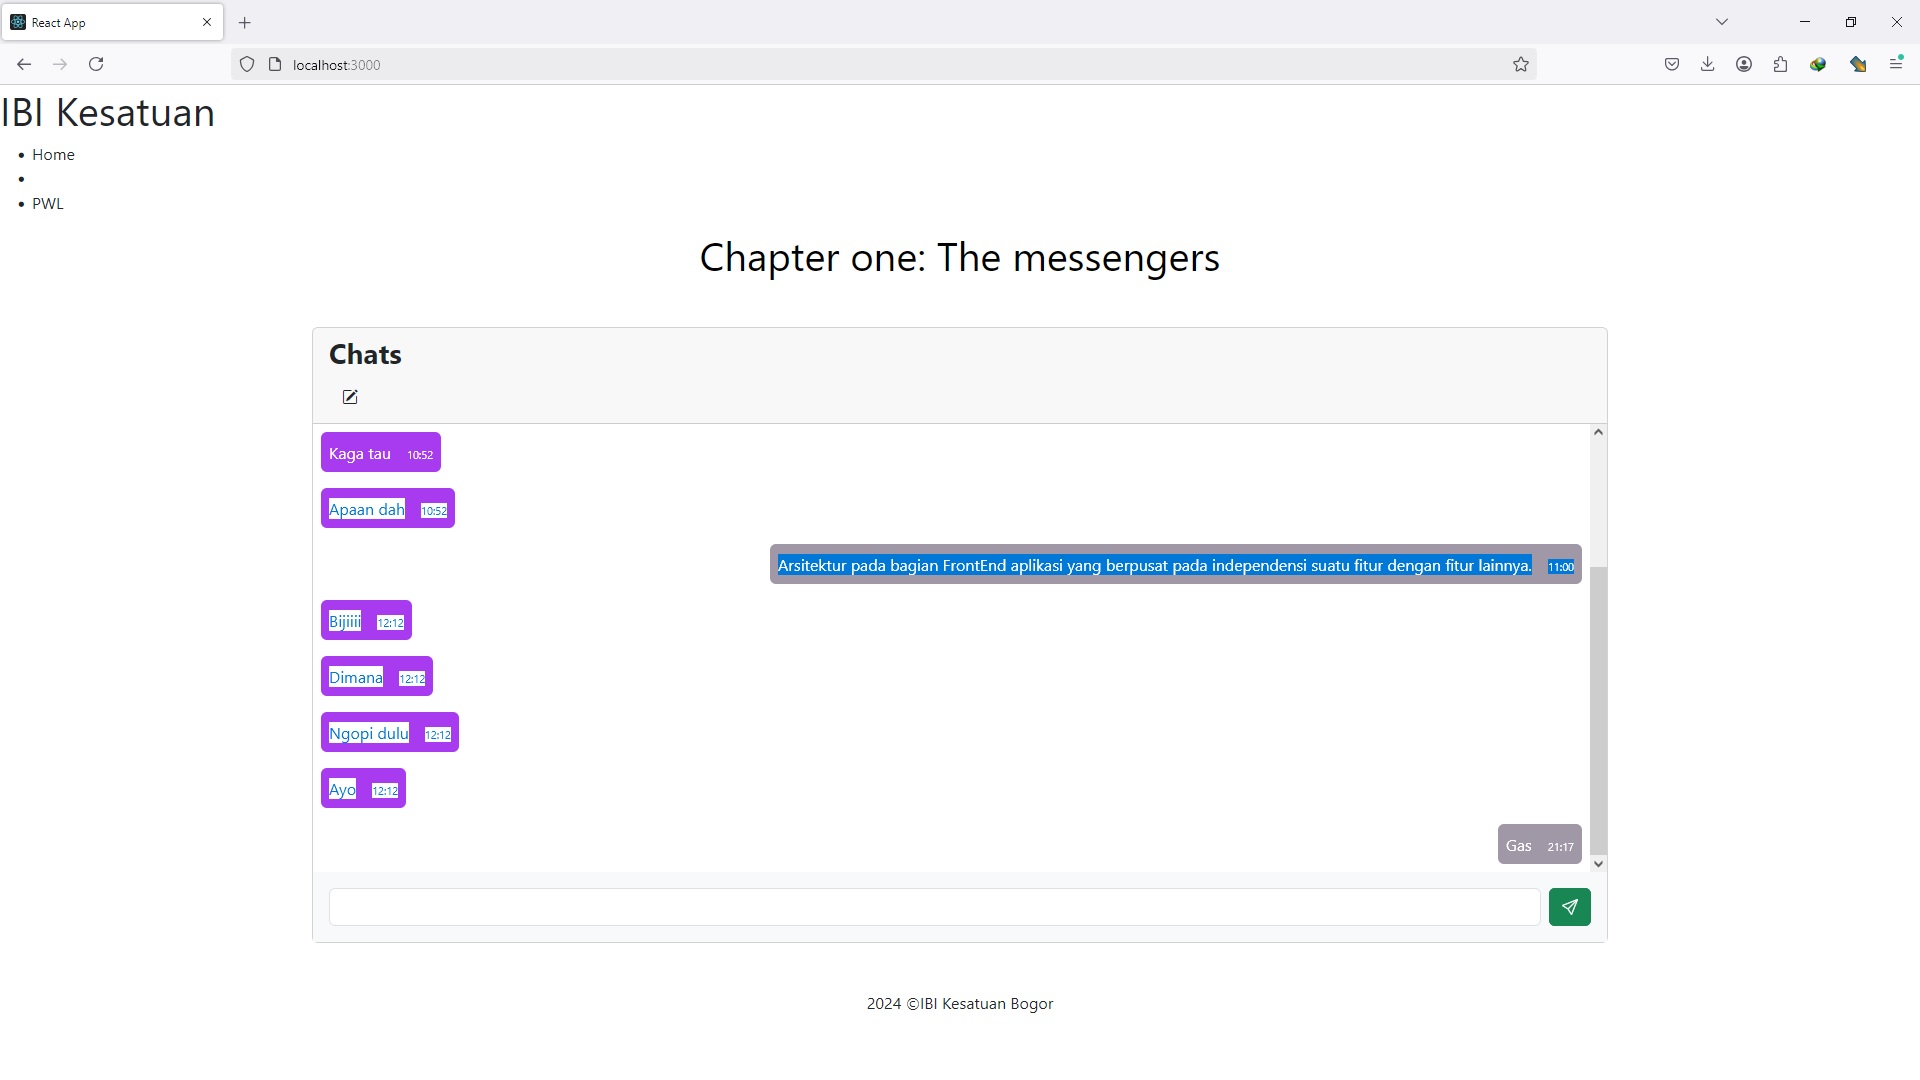 React App
localhost:3000
IBI Kesatuan
Home
PWL
Chapter one: The messengers
Chats
Kaga tau 10:52
Apaan dah 10:52
Arsitektur pada bagian FrontEnd aplikasi yang berpusat pada independensi suatu fitur dengan fitur lainnya. 11:00
Bijiiii 12:12
Dimana 12:12
Ngopi dulu 12:12
Ayo 12:12
Gas 21:17
2024 ©IBI Kesatuan Bogor